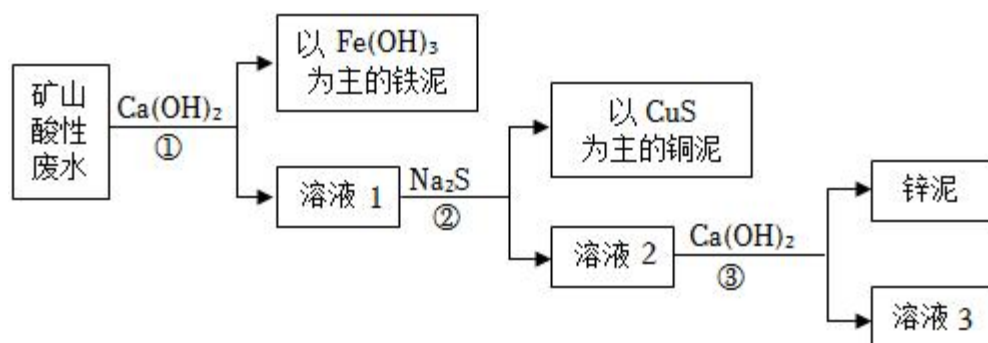 矿山
酸性
废水
Ca(OH)₂
①
以 Fe(OH)₃
为主的铁泥
溶液 1
Na₂S
②
以 CuS
为主的铜泥
溶液 2
Ca(OH)₂
③
锌泥
溶液 3